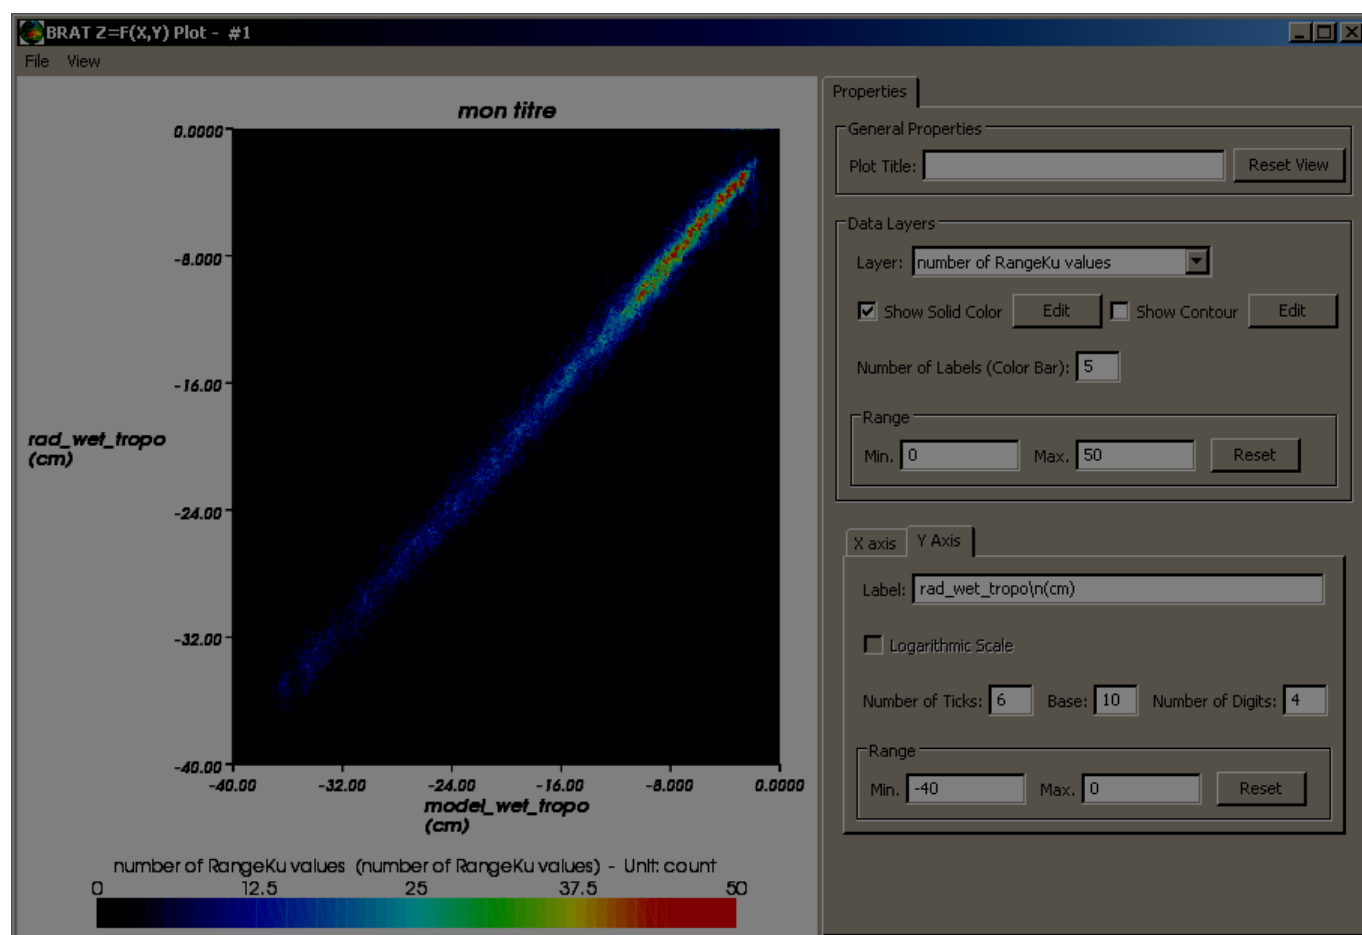 BRAT Z=F(X,Y) Plot - #1
File View
mon titre
0.0000
-8.000
-16.00
rad_wet_tropo
(cm)
-24.00
-32.00
-40.00
-40.00 -32.00 -24.00 -16.00 -8.000 0.0000
model_wet_tropo
(cm)
number of RangeKu values (number of RangeKu values) - Unit: count
0 12.5 25 37.5 50
Properties
General Properties
Plot Title: Reset View
Data Layers
Layer: number of RangeKu values
Show Solid Color Edit Show Contour Edit
Number of Labels (Color Bar): 5
Range
Min. 0 Max. 50 Reset
X axis Y Axis
Label: rad_wet_tropo\n(cm)
Logarithmic Scale
Number of Ticks: 6 Base: 10 Number of Digits: 4
Range
Min. -40 Max. 0 Reset